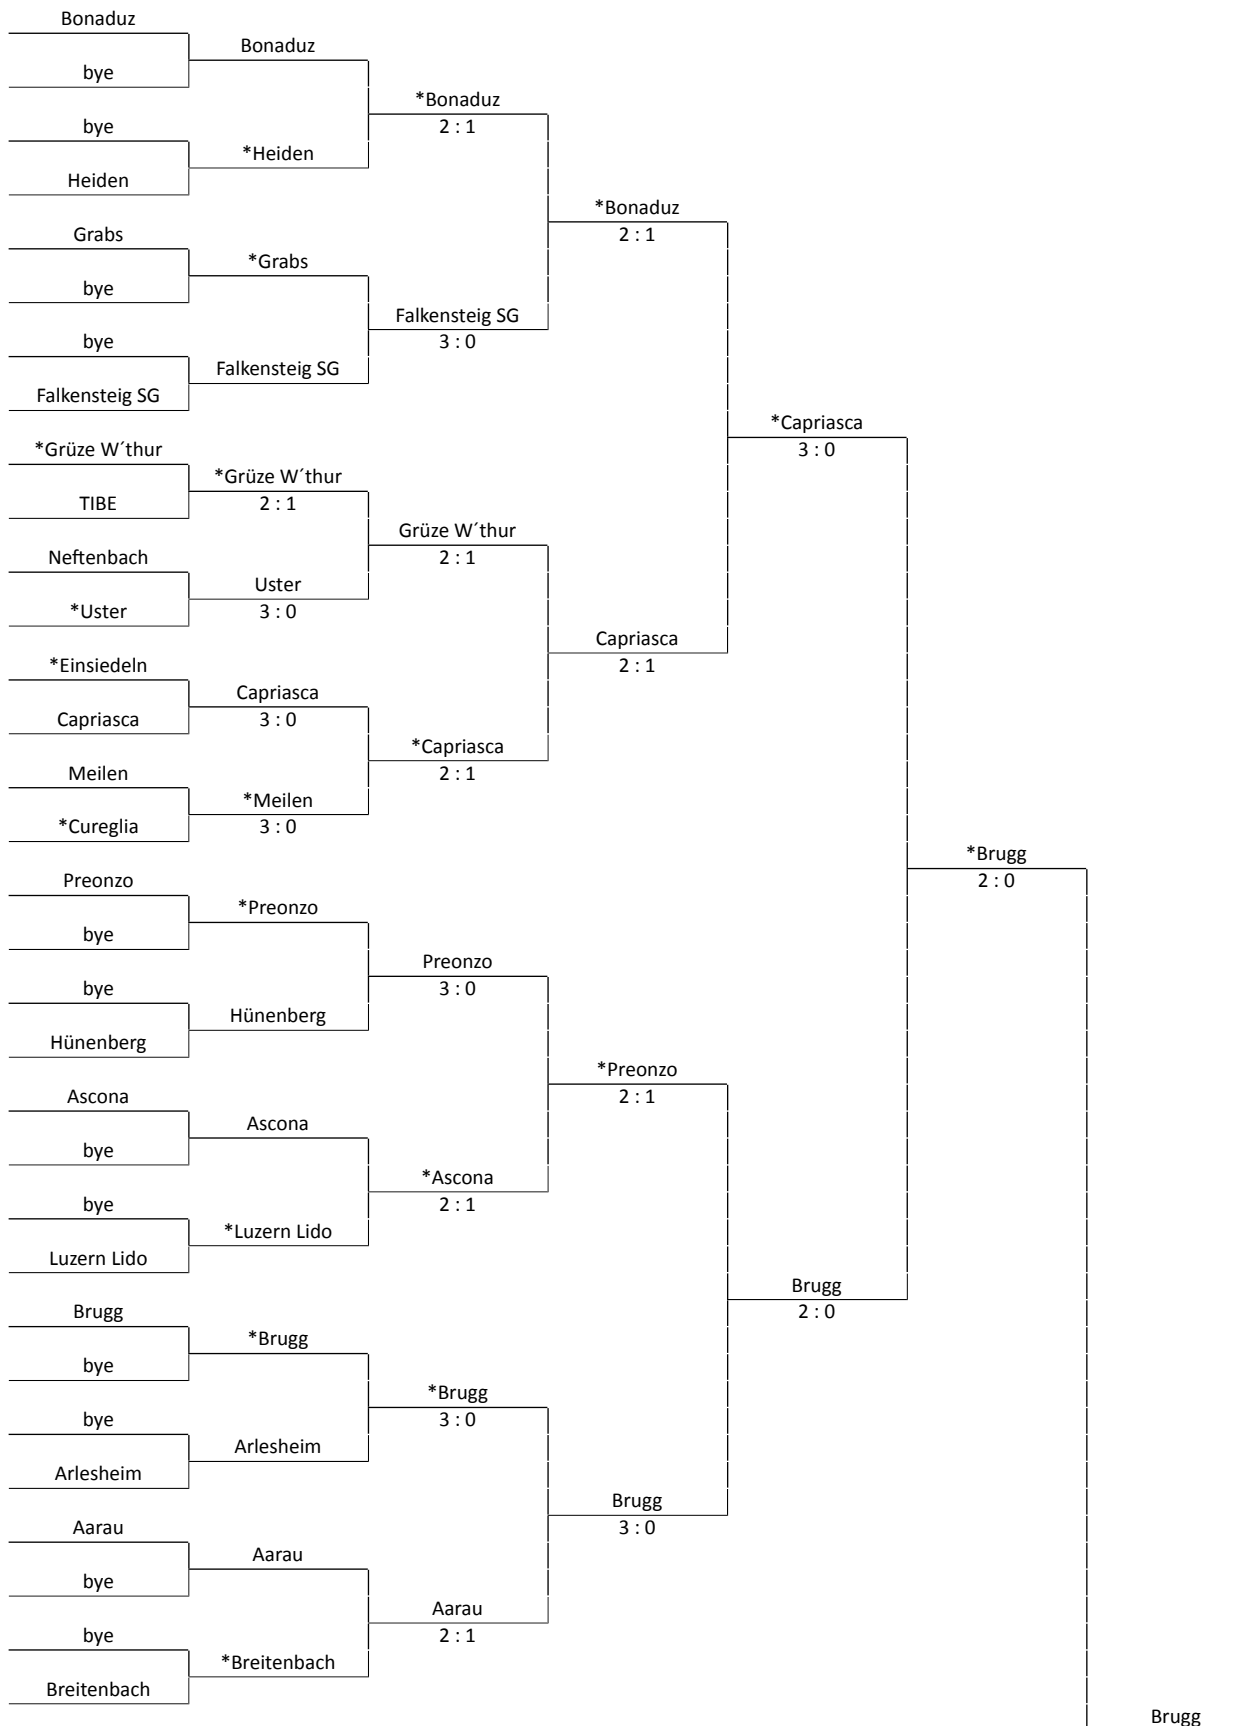 Bonaduz
bye
bye
Heiden
Grabs
bye
bye
Falkensteig SG
*Grüze W´thur
TIBE
Neftenbach
*Uster
*Einsiedeln
Capriasca
Meilen
*Cureglia
Preonzo
bye
bye
Hünenberg
Ascona
bye
bye
Luzern Lido
Brugg
bye
bye
Arlesheim
Aarau
bye
bye
Breitenbach
Bonaduz
*Heiden
*Grabs
Falkensteig SG
*Grüze W´thur
2 : 1
Uster
3 : 0
Capriasca
3 : 0
*Meilen
3 : 0
*Preonzo
Hünenberg
Ascona
*Luzern Lido
*Brugg
Arlesheim
Aarau
*Breitenbach
*Bonaduz
2 : 1
Falkensteig SG
3 : 0
Grüze W´thur
2 : 1
*Capriasca
2 : 1
Preonzo
3 : 0
*Ascona
2 : 1
*Brugg
3 : 0
Aarau
2 : 1
*Bonaduz
2 : 1
Capriasca
2 : 1
*Preonzo
2 : 1
Brugg
3 : 0
*Capriasca
3 : 0
Brugg
2 : 0
*Brugg
2 : 0
Brugg